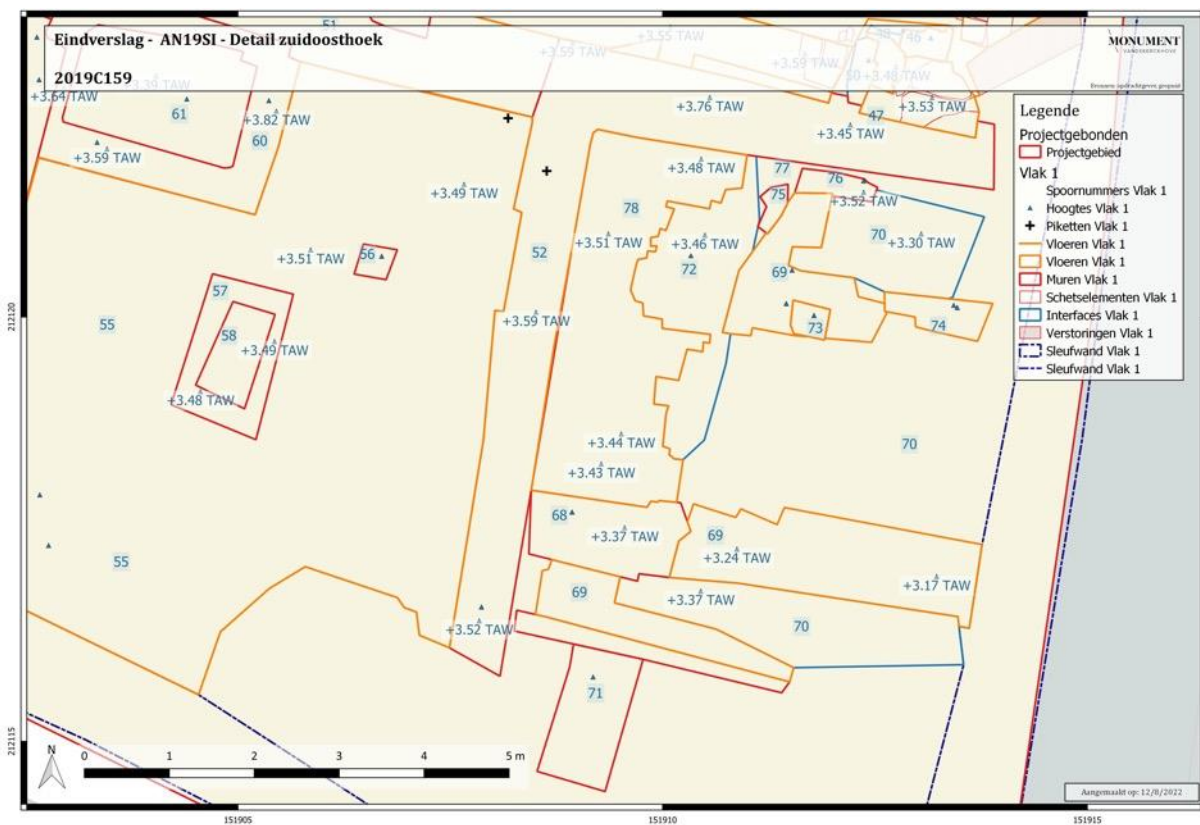 51
Eindverslag - AN19SI - Detail zuidoosthoek
2019C159
MONUMENT
VANDEKERCKHOVE
+3.59 TAW
+3.55 TAW
+3.59 TAW
46
50
+3.48 TAW
+3.39 TAW
+3.64 TAW
61
+3.82 TAW
60
+3.59 TAW
+3.76 TAW
+3.45 TAW
47
+3.53 TAW
Legende
Projectgebonden
Projectgebied
Vlak 1
Spoornummers Vlak 1
Hoogtes Vlak 1
Piketten Vlak 1
Vloeren Vlak 1
Vloeren Vlak 1
Muren Vlak 1
Schetselementen Vlak 1
Interfaces Vlak 1
Verstoringen Vlak 1
Sleufwand Vlak 1
Sleufwand Vlak 1
+3.49 TAW
+3.48 TAW
77
76
75
+3.52 TAW
78
70
+3.30 TAW
+3.51 TAW
+3.46 TAW
72
52
+3.51 TAW
56
69
57
58
55
+3.59 TAW
73
74
+3.49 TAW
+3.48 TAW
212120
+3.44 TAW
+3.43 TAW
70
68
+3.37 TAW
69
+3.24 TAW
55
+3.17 TAW
69
+3.37 TAW
70
+3.52 TAW
71
212115
N
0 1 2 3 4 5 m
Aangemaakt op: 12/8/2022
151905
151910
151915